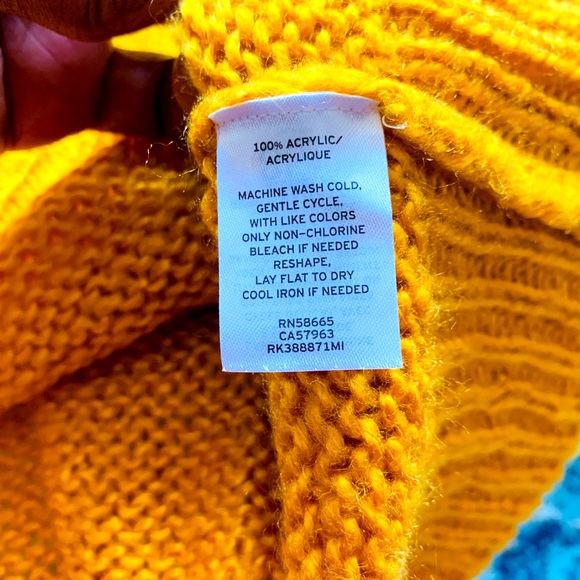 100% ACRYLIC/
ACRYLIQUE
MACHINE WASH COLD,
GENTLE CYCLE,
WITH LIKE COLORS
ONLY NON-CHLORINE
BLEACH IF NEEDED
RESHAPE,
LAY FLAT TO DRY
COOL IRON IF NEEDED
RN58665
CA57963
RK388871MI